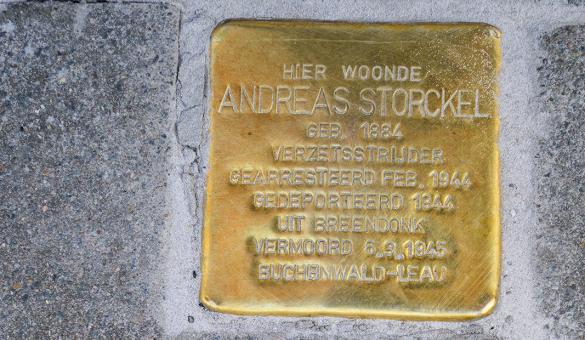 HIER WOONDE
ANDREAS STORCKEL
GEB. 1884
VERZETSSTRIJDER
GEARRESTEERD FEB. 1944
GEDEPORTEERD 1944
UIT BREENDONK
VERMOORD 6.3.1945
BUCHENWALD-LEAU